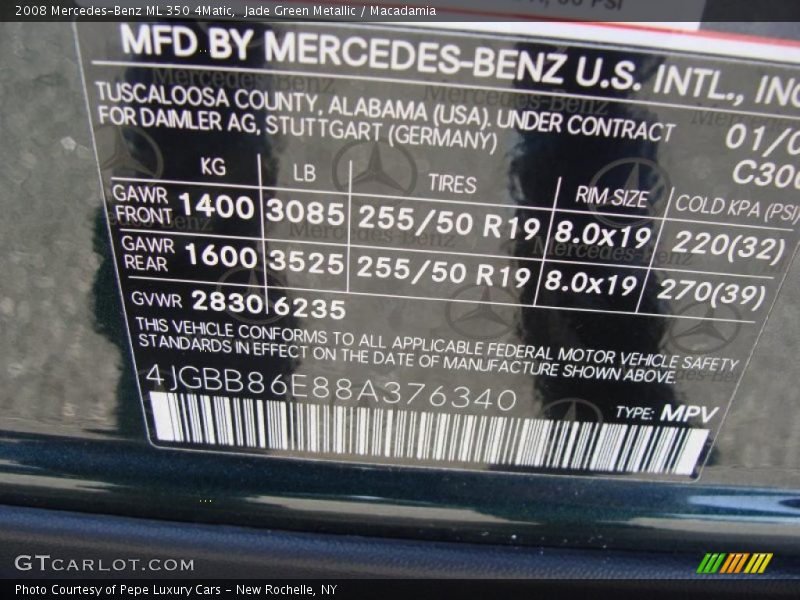 2008 Mercedes-Benz ML 350 4Matic,  Jade Green Metallic / Macadamia
PSI
MFD BY MERCEDES-BENZ U.S. INTL., INC
TUSCALOOSA COUNTY, ALABAMA (USA). UNDER CONTRACT
FOR DAIMLER AG, STUTTGART (GERMANY)
01/0
C300
KG LB TIRES RIM SIZE COLD KPA (PSI)
GAWR FRONT 1400 3085 255/50 R19 8.0x19 220(32)
GAWR REAR 1600 3525 255/50 R19 8.0x19 270(39)
GVWR 2830 6235
THIS VEHICLE CONFORMS TO ALL APPLICABLE FEDERAL MOTOR VEHICLE SAFETY
STANDARDS IN EFFECT ON THE DATE OF MANUFACTURE SHOWN ABOVE.
4JGBB86E88A376340
TYPE: MPV
GTCARLOT.COM
Photo Courtesy of Pepe Luxury Cars - New Rochelle, NY